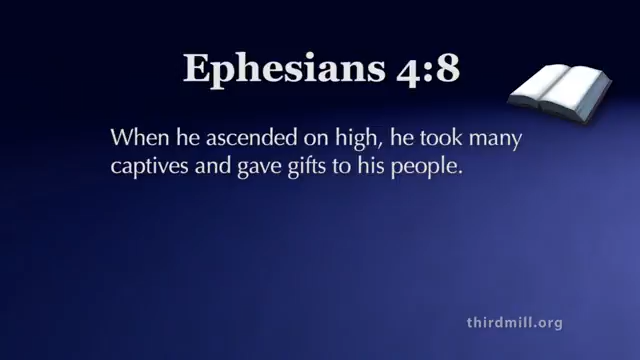 Ephesians 4:8
When he ascended on high, he took many
captives and gave gifts to his people.
thirdmill.org